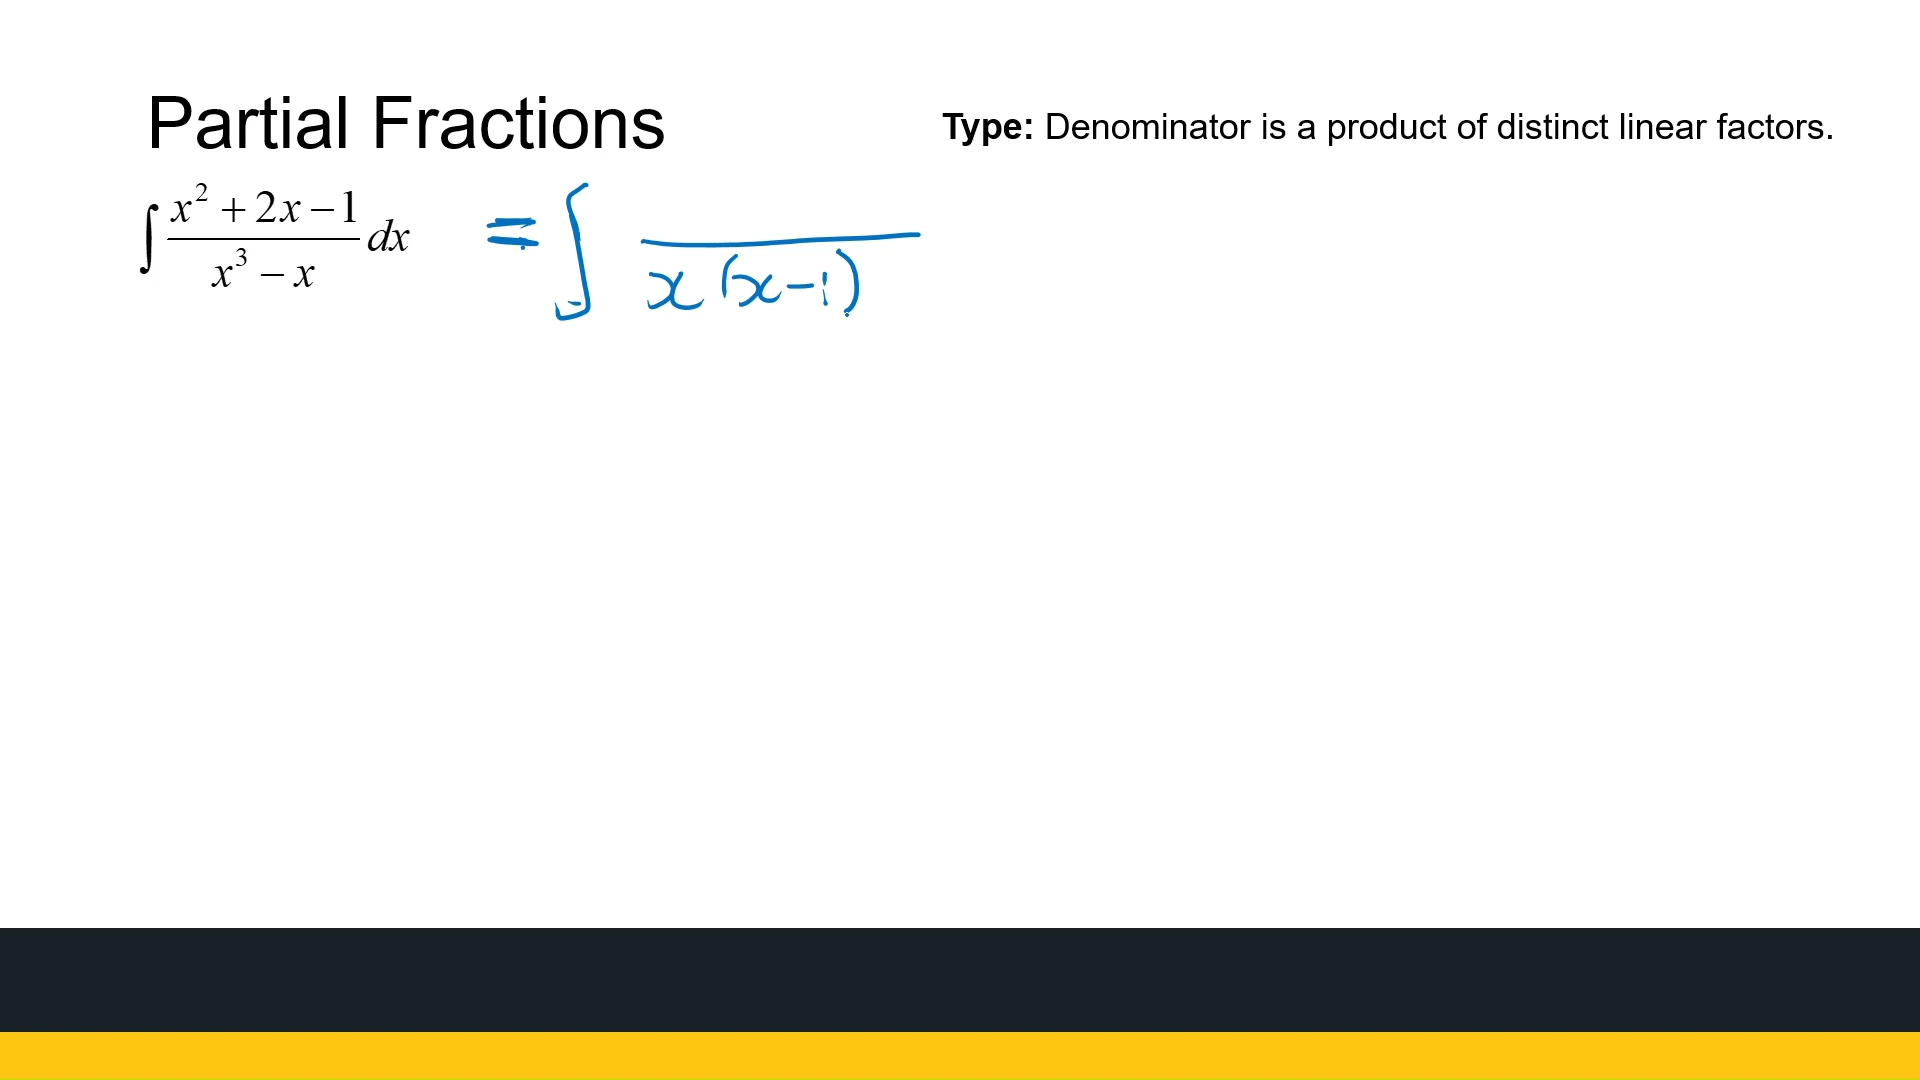 Partial Fractions
Type: Denominator is a product of distinct linear factors.
∫ (x² + 2x − 1)/(x³ − x) dx = ∫ ——— / x(x−1)